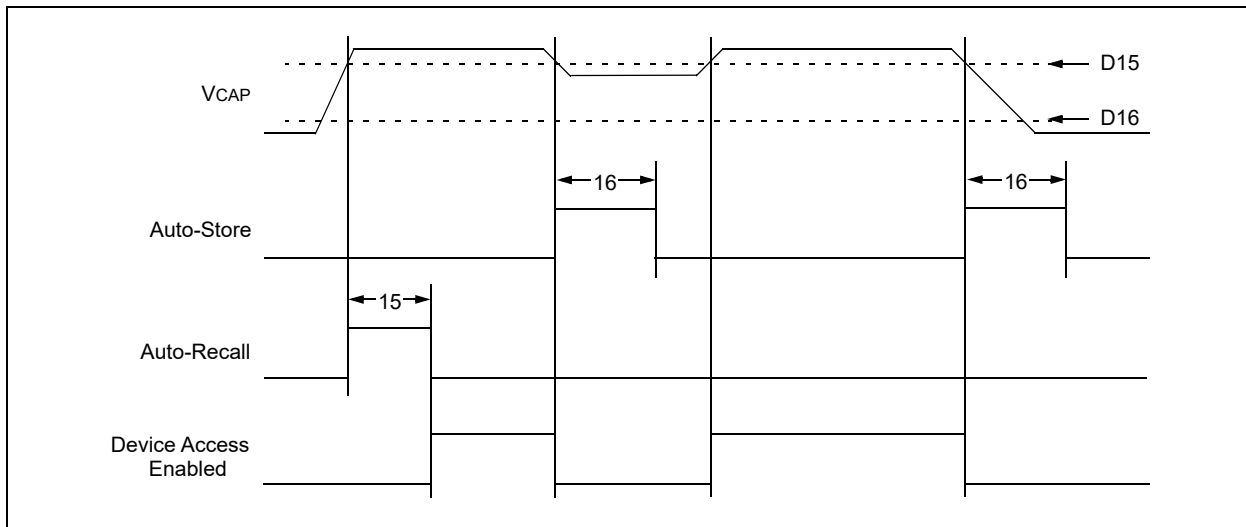 D15
VCAP
D16
16
16
Auto-Store
15
Auto-Recall
Device Access
Enabled